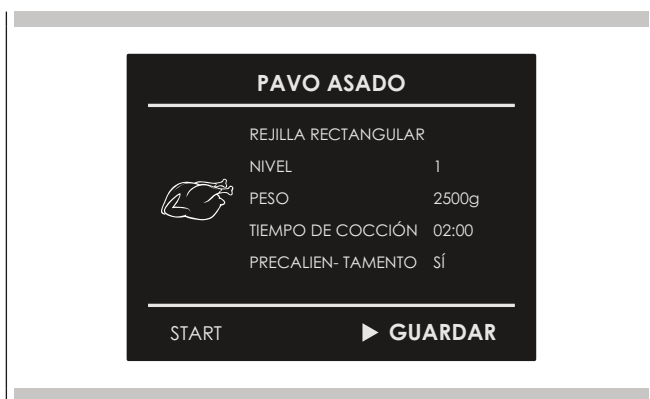 PAVO ASADO
REJILLA RECTANGULAR
NIVEL 1
PESO 2500g
TIEMPO DE COCCIÓN 02:00
PRECALIEN- TAMENTO SÍ
START ▶ GUARDAR